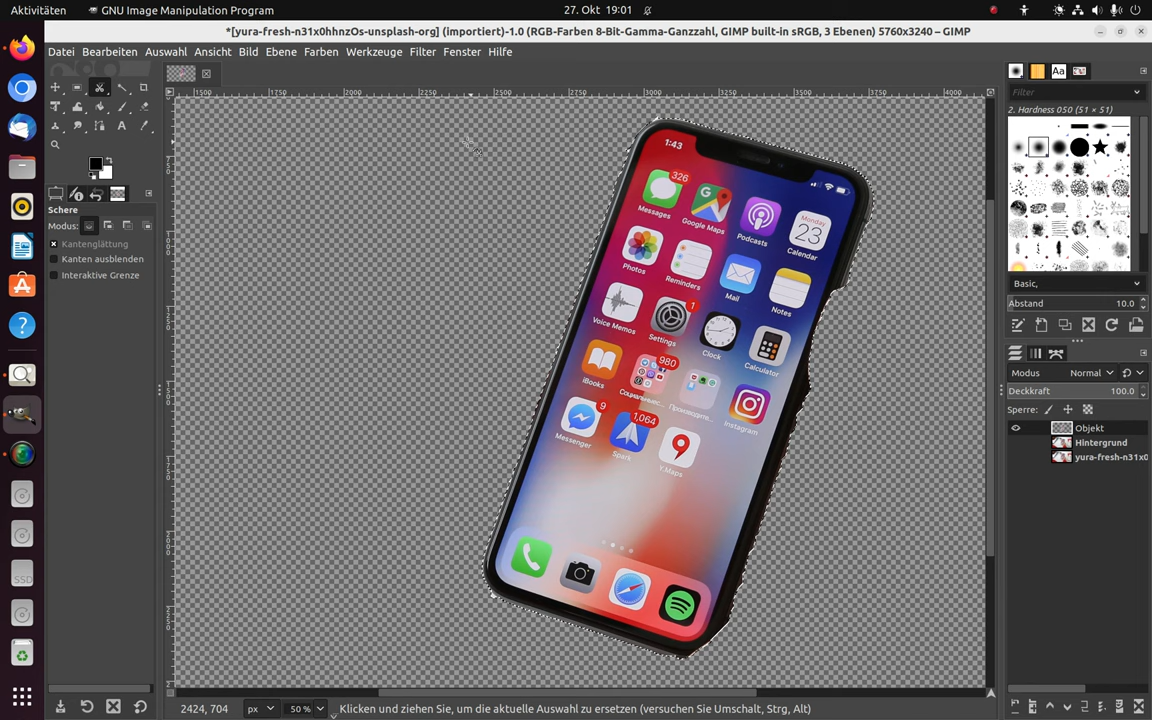 Aktivitäten
GNU Image Manipulation Program
27. Okt 19:01
*[yura-fresh-n31x0hhnzOs-unsplash-org] (importiert)-1.0 (RGB-Farben 8-Bit-Gamma-Ganzzahl, GIMP built-in sRGB, 3 Ebenen) 5760x3240 – GIMP
Datei Bearbeiten Auswahl Ansicht Bild Ebene Farben Werkzeuge Filter Fenster Hilfe
1500 2000 2250 2500 2750 3000 3250 3500 3750 4000
Filter
2. Hardness 050 (51 × 51)
Schere
Modus:
Kantenglättung
Kanten ausblenden
Interaktive Grenze
1:43
326
Messages
Google Maps
Podcasts
Monday
23
Calendar
Photos
Reminders
Mail
Notes
Voice Memos
1
Settings
Clock
Calculator
iBooks
980
Социальные...
Производите...
Instagram
9
Messenger
1,064
Spark
Y.Maps
SSD
Basic,
Abstand 10.0
Modus Normal
Deckkraft 100.0
Sperre:
Objekt
Hintergrund
yura-fresh-n31x0
2424, 704
px
50 %
Klicken und ziehen Sie, um die aktuelle Auswahl zu ersetzen (versuchen Sie Umschalt, Strg, Alt)